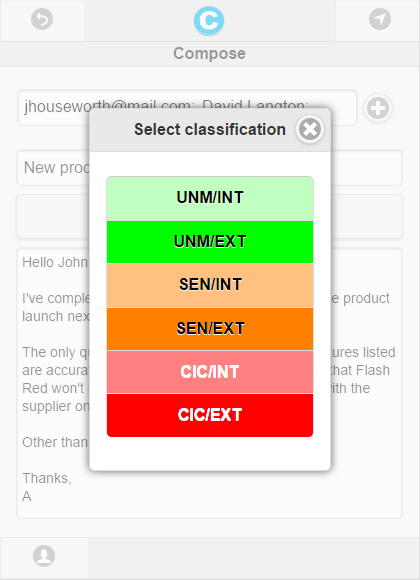 C
Compose
jhouseworth@mail.com; David Langton;
Select classification
New prod
UNM/INT
UNM/EXT
SEN/INT
SEN/EXT
CIC/INT
CIC/EXT
Hello John
I've comple product
launch nex
The only listed
are accura that Flash
Red won't with the
supplier on
Other than
Thanks,
A